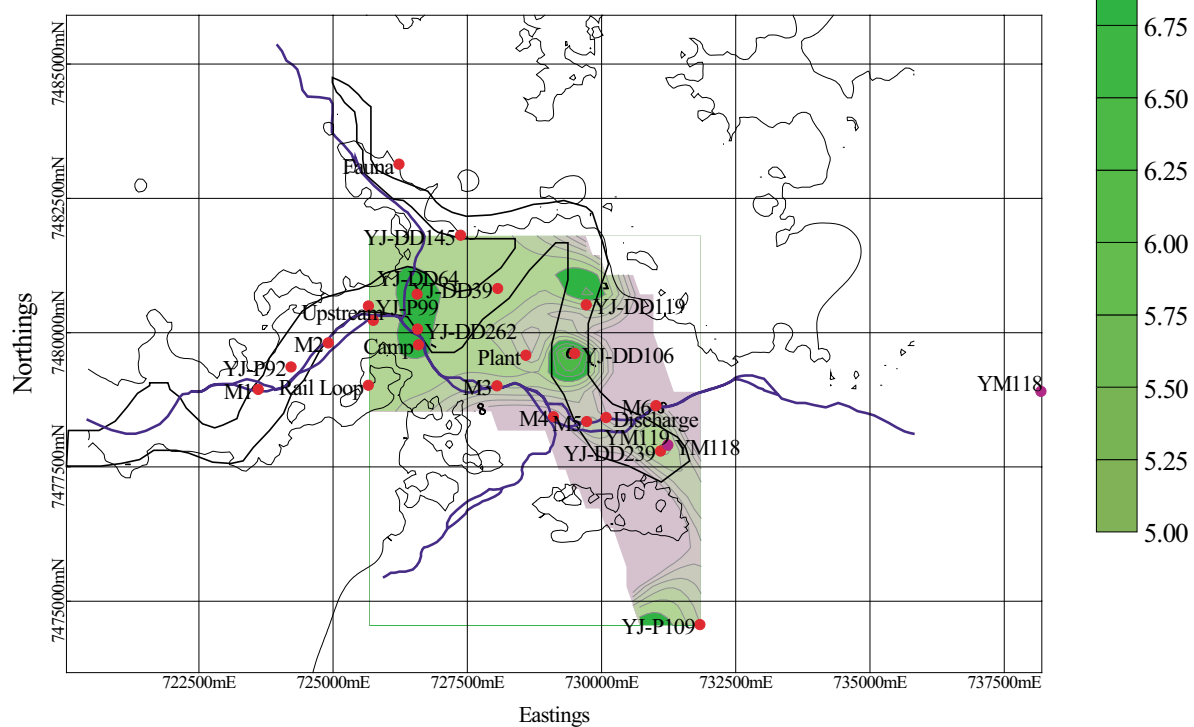 6.75
6.50
6.25
6.00
5.75
5.50
5.25
5.00
Northings
7485000mN
7482500mN
7480000mN
7477500mN
7475000mN
Fauna
YJ-DD145
YJ-DD64
YJ-DD39
YJ-P99
Upstream
YJ-DD119
YJ-DD262
M2
Camp
Plant
YJ-DD106
YJ-P92
M1
Rail Loop
M3
YM118
M6
M4
M5
Discharge
YM119
YM118
YJ-DD239
YJ-P109
722500mE
725000mE
727500mE
730000mE
732500mE
735000mE
737500mE
Eastings